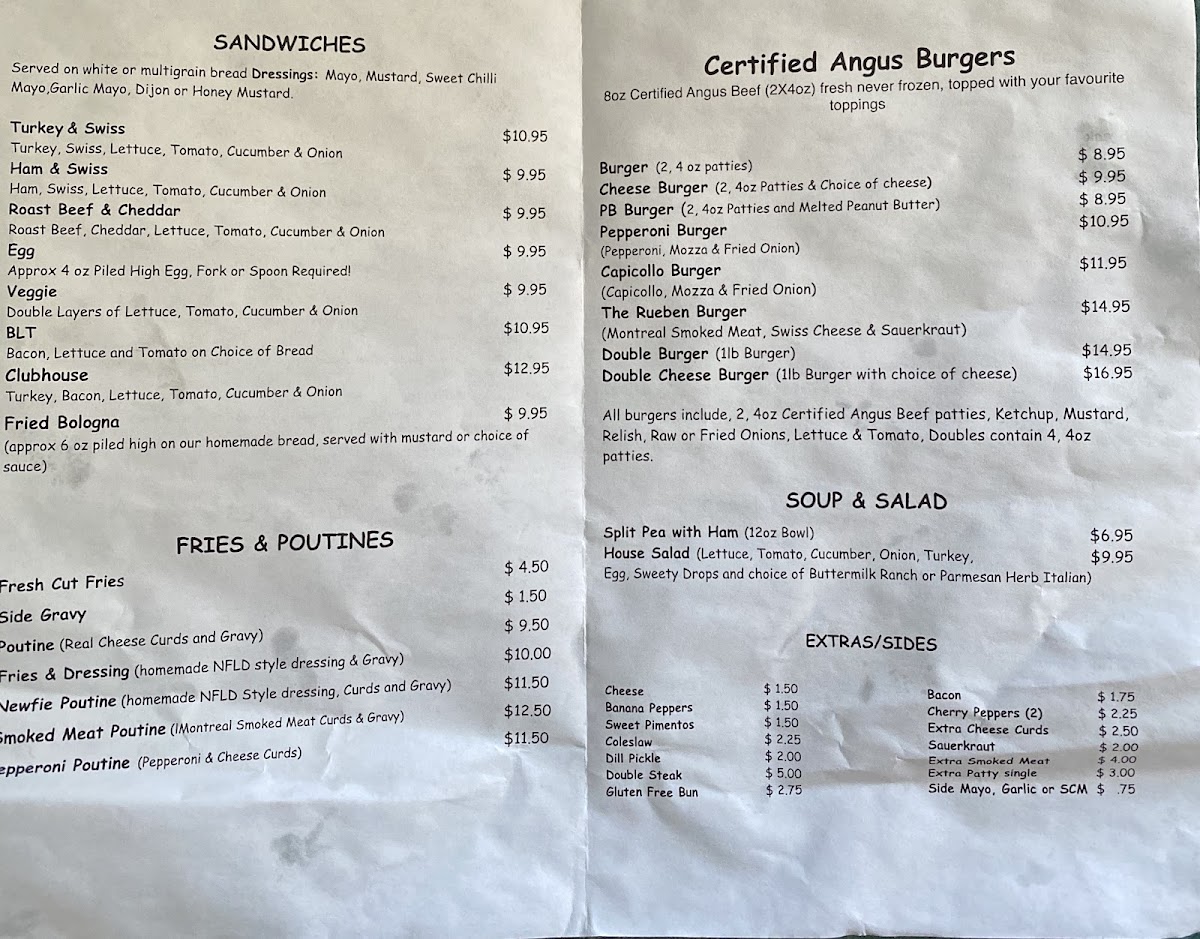 SANDWICHES
Served on white or multigrain bread Dressings: Mayo, Mustard, Sweet Chilli
Mayo,Garlic Mayo, Dijon or Honey Mustard.
Turkey & Swiss $10.95
Turkey, Swiss, Lettuce, Tomato, Cucumber & Onion
Ham & Swiss $ 9.95
Ham, Swiss, Lettuce, Tomato, Cucumber & Onion
Roast Beef & Cheddar $ 9.95
Roast Beef, Cheddar, Lettuce, Tomato, Cucumber & Onion
Egg $ 9.95
Approx 4 oz Piled High Egg, Fork or Spoon Required!
Veggie $ 9.95
Double Layers of Lettuce, Tomato, Cucumber & Onion
BLT $10.95
Bacon, Lettuce and Tomato on Choice of Bread
Clubhouse $12.95
Turkey, Bacon, Lettuce, Tomato, Cucumber & Onion
Fried Bologna $ 9.95
(approx 6 oz piled high on our homemade bread, served with mustard or choice of
sauce)
FRIES & POUTINES
Fresh Cut Fries $ 4.50
Side Gravy $ 1.50
Poutine (Real Cheese Curds and Gravy) $ 9.50
Fries & Dressing (homemade NFLD style dressing & Gravy) $10.00
Newfie Poutine (homemade NFLD Style dressing, Curds and Gravy) $11.50
Smoked Meat Poutine (lMontreal Smoked Meat Curds & Gravy) $12.50
epperoni Poutine (Pepperoni & Cheese Curds) $11.50
Certified Angus Burgers
8oz Certified Angus Beef (2X4oz) fresh never frozen, topped with your favourite
toppings
Burger (2, 4 oz patties) $ 8.95
Cheese Burger (2, 4oz Patties & Choice of cheese) $ 9.95
PB Burger (2, 4oz Patties and Melted Peanut Butter) $ 8.95
Pepperoni Burger $10.95
(Pepperoni, Mozza & Fried Onion)
Capicollo Burger $11.95
(Capicollo, Mozza & Fried Onion)
The Rueben Burger $14.95
(Montreal Smoked Meat, Swiss Cheese & Sauerkraut)
Double Burger (1lb Burger) $14.95
Double Cheese Burger (1lb Burger with choice of cheese) $16.95
All burgers include, 2, 4oz Certified Angus Beef patties, Ketchup, Mustard,
Relish, Raw or Fried Onions, Lettuce & Tomato, Doubles contain 4, 4oz
patties.
SOUP & SALAD
Split Pea with Ham (12oz Bowl) $6.95
House Salad (Lettuce, Tomato, Cucumber, Onion, Turkey, $9.95
Egg, Sweety Drops and choice of Buttermilk Ranch or Parmesan Herb Italian)
EXTRAS/SIDES
Cheese $ 1.50
Banana Peppers $ 1.50
Sweet Pimentos $ 1.50
Coleslaw $ 2.25
Dill Pickle $ 2.00
Double Steak $ 5.00
Gluten Free Bun $ 2.75
Bacon $ 1.75
Cherry Peppers (2) $ 2.25
Extra Cheese Curds $ 2.50
Sauerkraut $ 2.00
Extra Smoked Meat $ 4.00
Extra Patty single $ 3.00
Side Mayo, Garlic or SCM $ .75